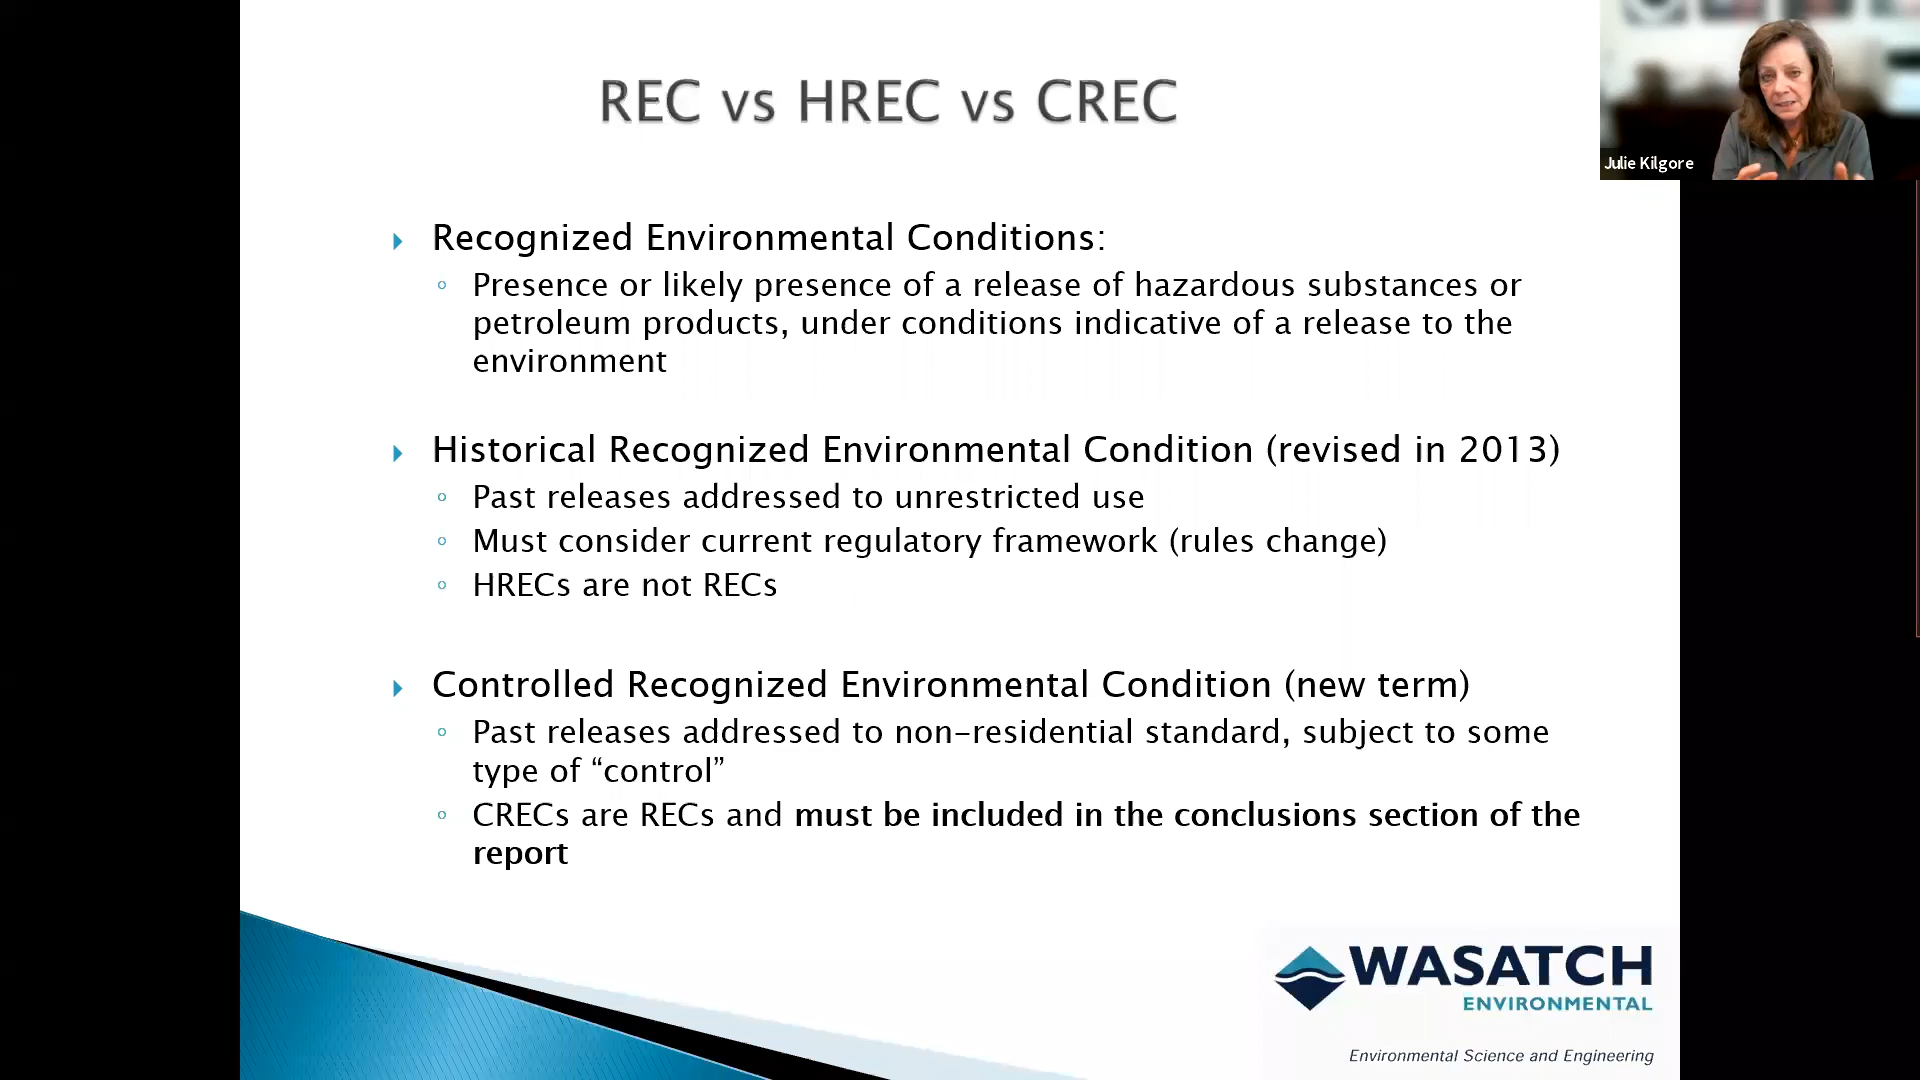 REC vs HREC vs CREC
Julie Kilgore
Recognized Environmental Conditions:
Presence or likely presence of a release of hazardous substances or
petroleum products, under conditions indicative of a release to the
environment
Historical Recognized Environmental Condition (revised in 2013)
Past releases addressed to unrestricted use
Must consider current regulatory framework (rules change)
HRECs are not RECs
Controlled Recognized Environmental Condition (new term)
Past releases addressed to non-residential standard, subject to some
type of “control”
CRECs are RECs and must be included in the conclusions section of the
report
WASATCH
ENVIRONMENTAL
Environmental Science and Engineering